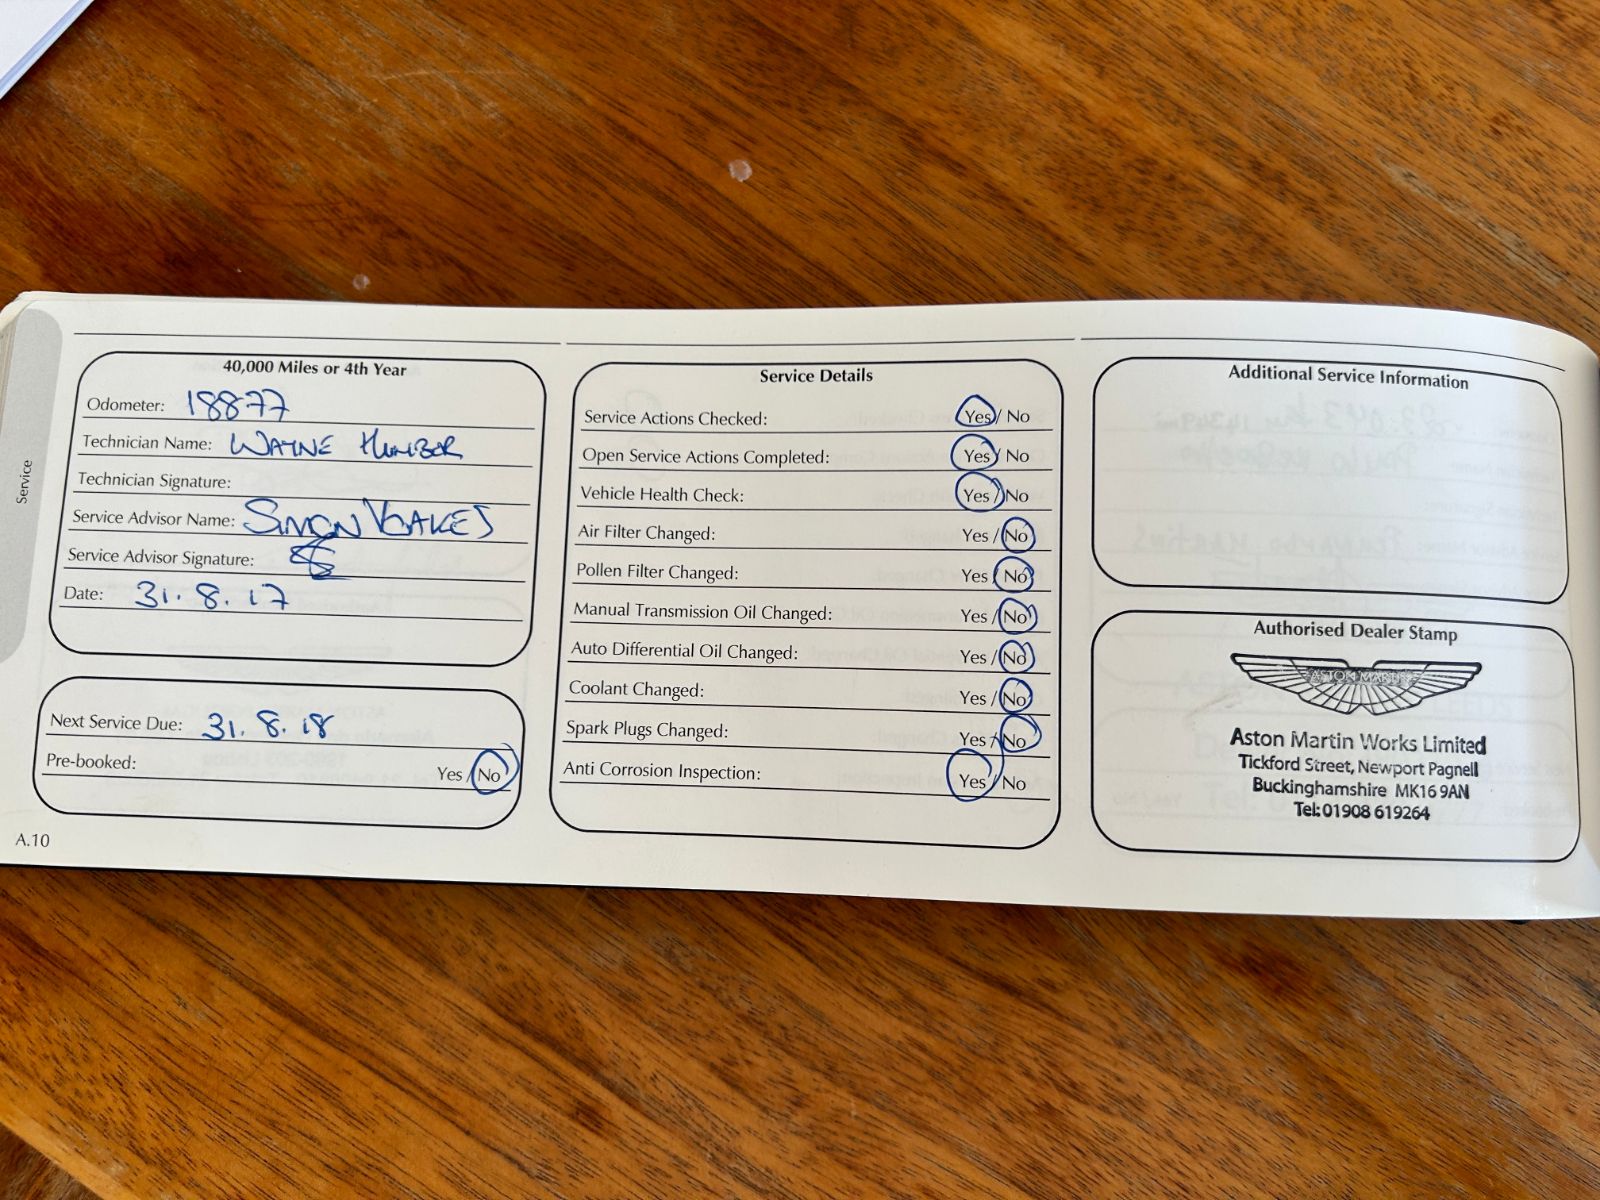 Service
40,000 Miles or 4th Year
Odometer: 18877
Technician Name: WAYNE HUMBER
Technician Signature:
Service Advisor Name: SIMON OAKES
Service Advisor Signature:
Date: 31.8.17
Next Service Due: 31.8.18
Pre-booked: Yes / No
A.10
Service Details
Service Actions Checked: Yes / No
Open Service Actions Completed: Yes / No
Vehicle Health Check: Yes / No
Air Filter Changed: Yes / No
Pollen Filter Changed: Yes / No
Manual Transmission Oil Changed: Yes / No
Auto Differential Oil Changed: Yes / No
Coolant Changed: Yes / No
Spark Plugs Changed: Yes / No
Anti Corrosion Inspection: Yes / No
Additional Service Information
Authorised Dealer Stamp
ASTON MARTIN
Aston Martin Works Limited
Tickford Street, Newport Pagnell
Buckinghamshire MK16 9AN
Tel: 01908 619264